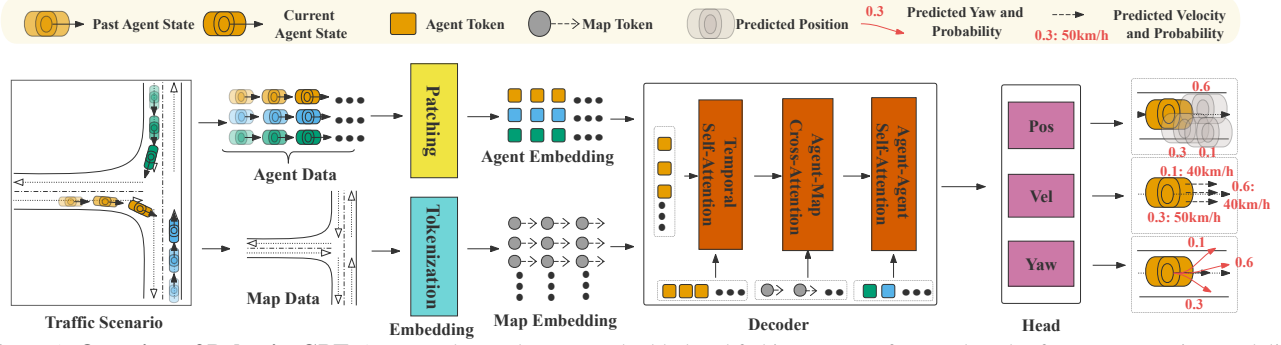 Past Agent State
Current
Agent State
Agent Token
Map Token
Predicted Position
0.3
Predicted Yaw and
Probability
0.3: 50km/h
Predicted Velocity
and Probability
Traffic Scenario
Agent Data
Map Data
Patching
Tokenization
Embedding
Agent Embedding
Map Embedding
Temporal
Self-Attention
Agent-Map
Cross-Attention
Agent-Agent
Self-Attention
Decoder
Pos
Vel
Yaw
Head
0.6
0.3
0.1
0.1: 40km/h
0.6:
40km/h
0.3: 50km/h
0.1
0.6
0.3